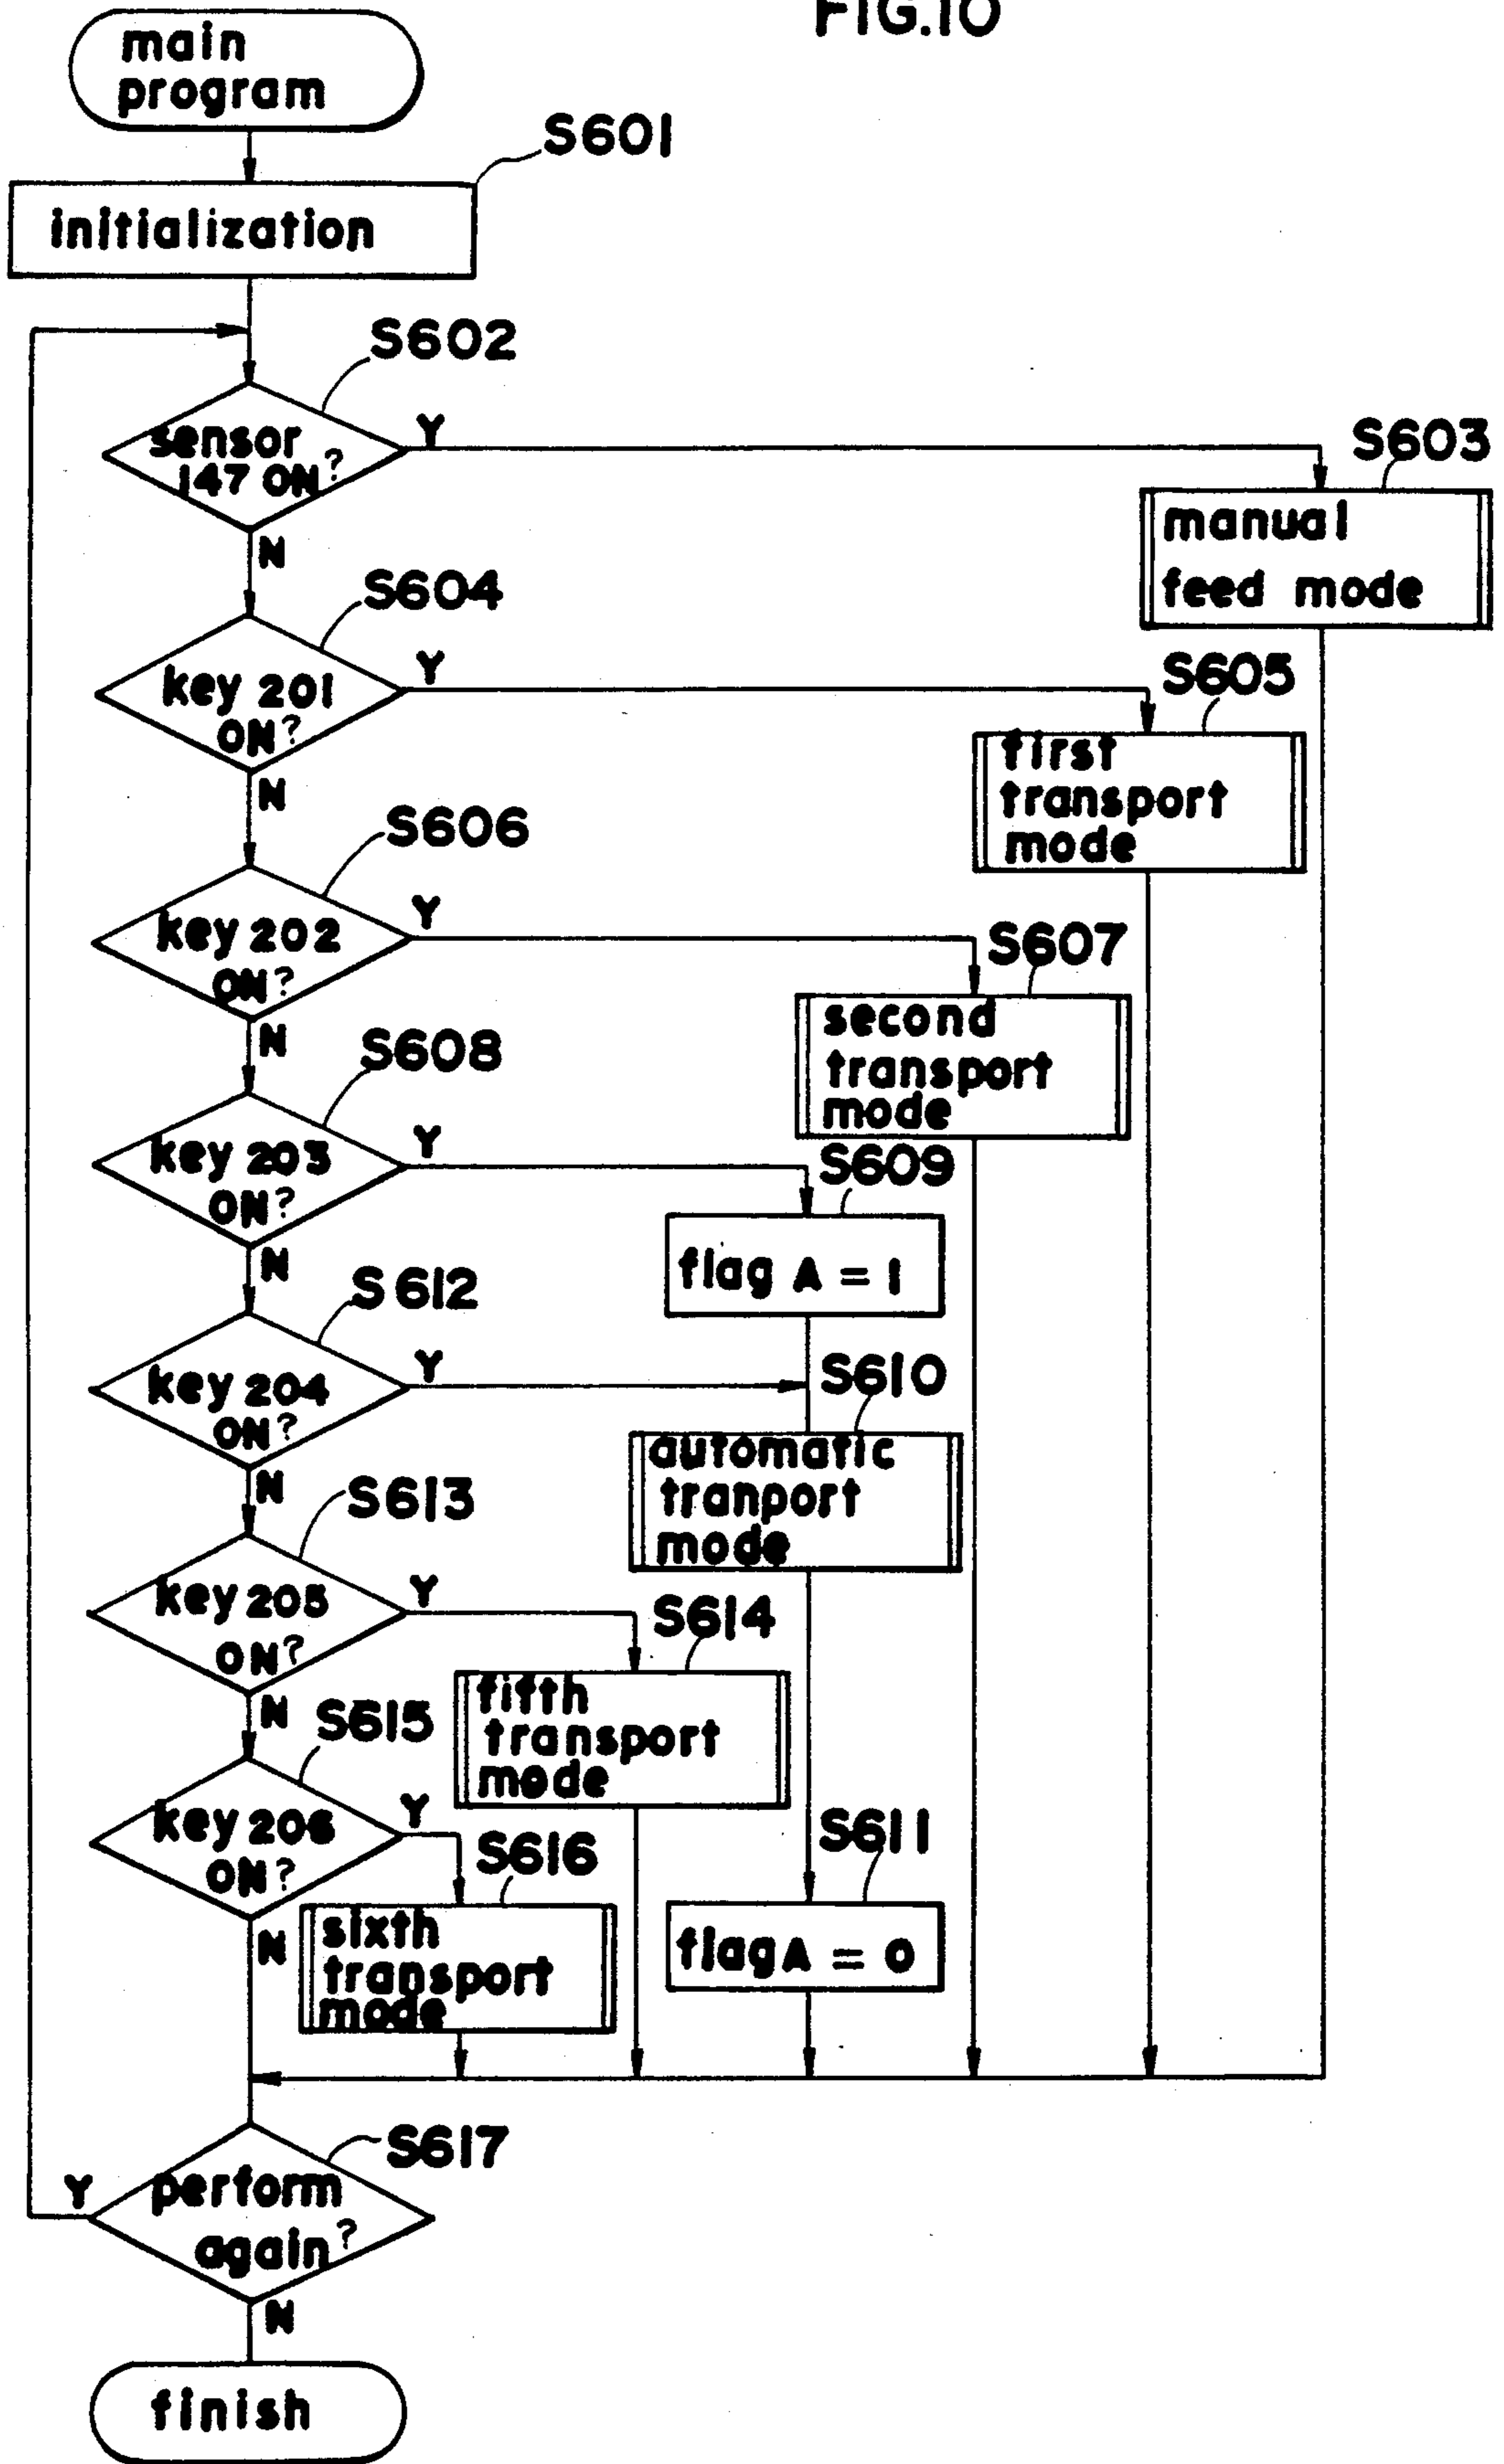 FIG.10
main
program
S601
initialization
S602
sensor
147 ON?
Y
N
S603
manual
feed mode
S604
key 201
ON?
Y
N
S605
first
transport
mode
S606
key 202
ON?
Y
N
S607
second
transport
mode
S608
key 203
ON?
Y
N
S609
flag A = 1
S612
key 204
ON?
Y
N
S610
automatic
tranport
mode
S613
key 205
ON?
Y
N
S614
fifth
transport
mode
S615
key 206
ON?
Y
N
S616
sixth
transport
mode
S611
flag A = 0
S617
perform
again?
Y
N
finish